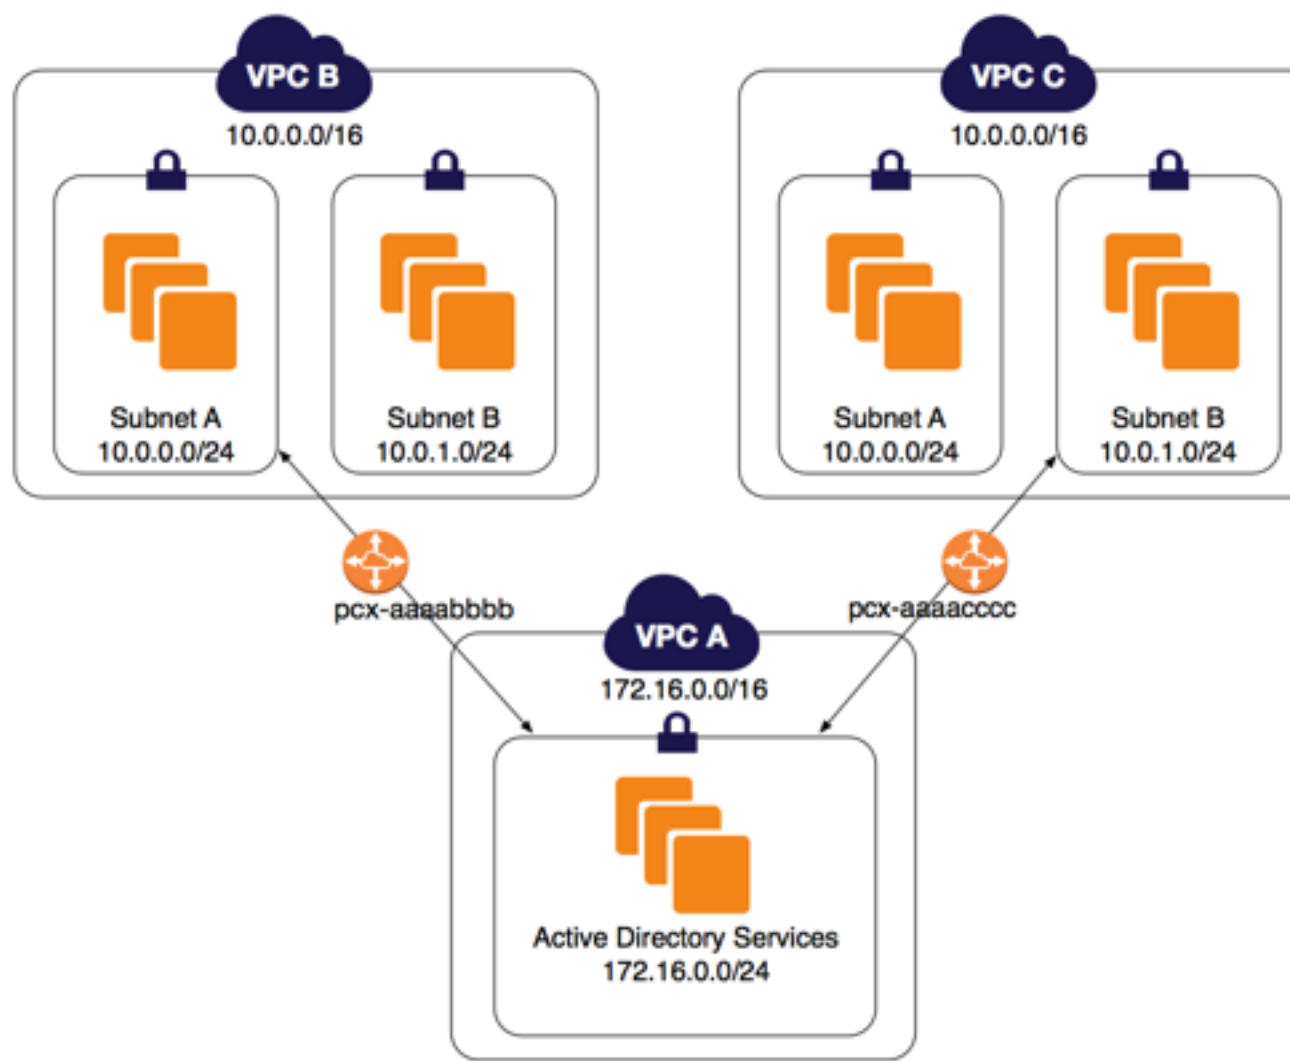 VPC B
10.0.0.0/16
Subnet A
10.0.0.0/24
Subnet B
10.0.1.0/24
VPC C
10.0.0.0/16
Subnet A
10.0.0.0/24
Subnet B
10.0.1.0/24
pcx-aaaabbbb
pcx-aaaacccc
VPC A
172.16.0.0/16
Active Directory Services
172.16.0.0/24